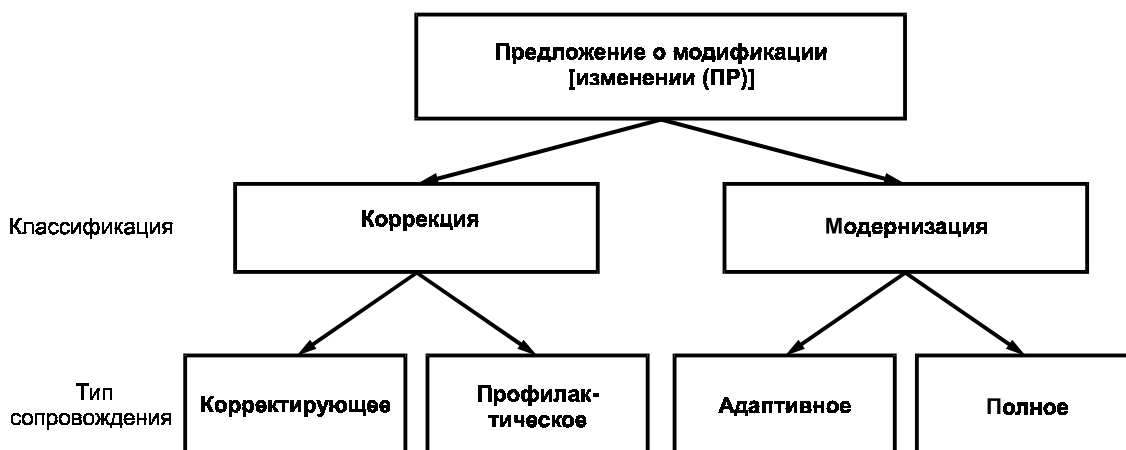 Предложение о модификации
[изменении (ПР)]
Классификация
Коррекция
Модернизация
Тип
сопровождения
Корректирующее
Профилак-
тическое
Адаптивное
Полное